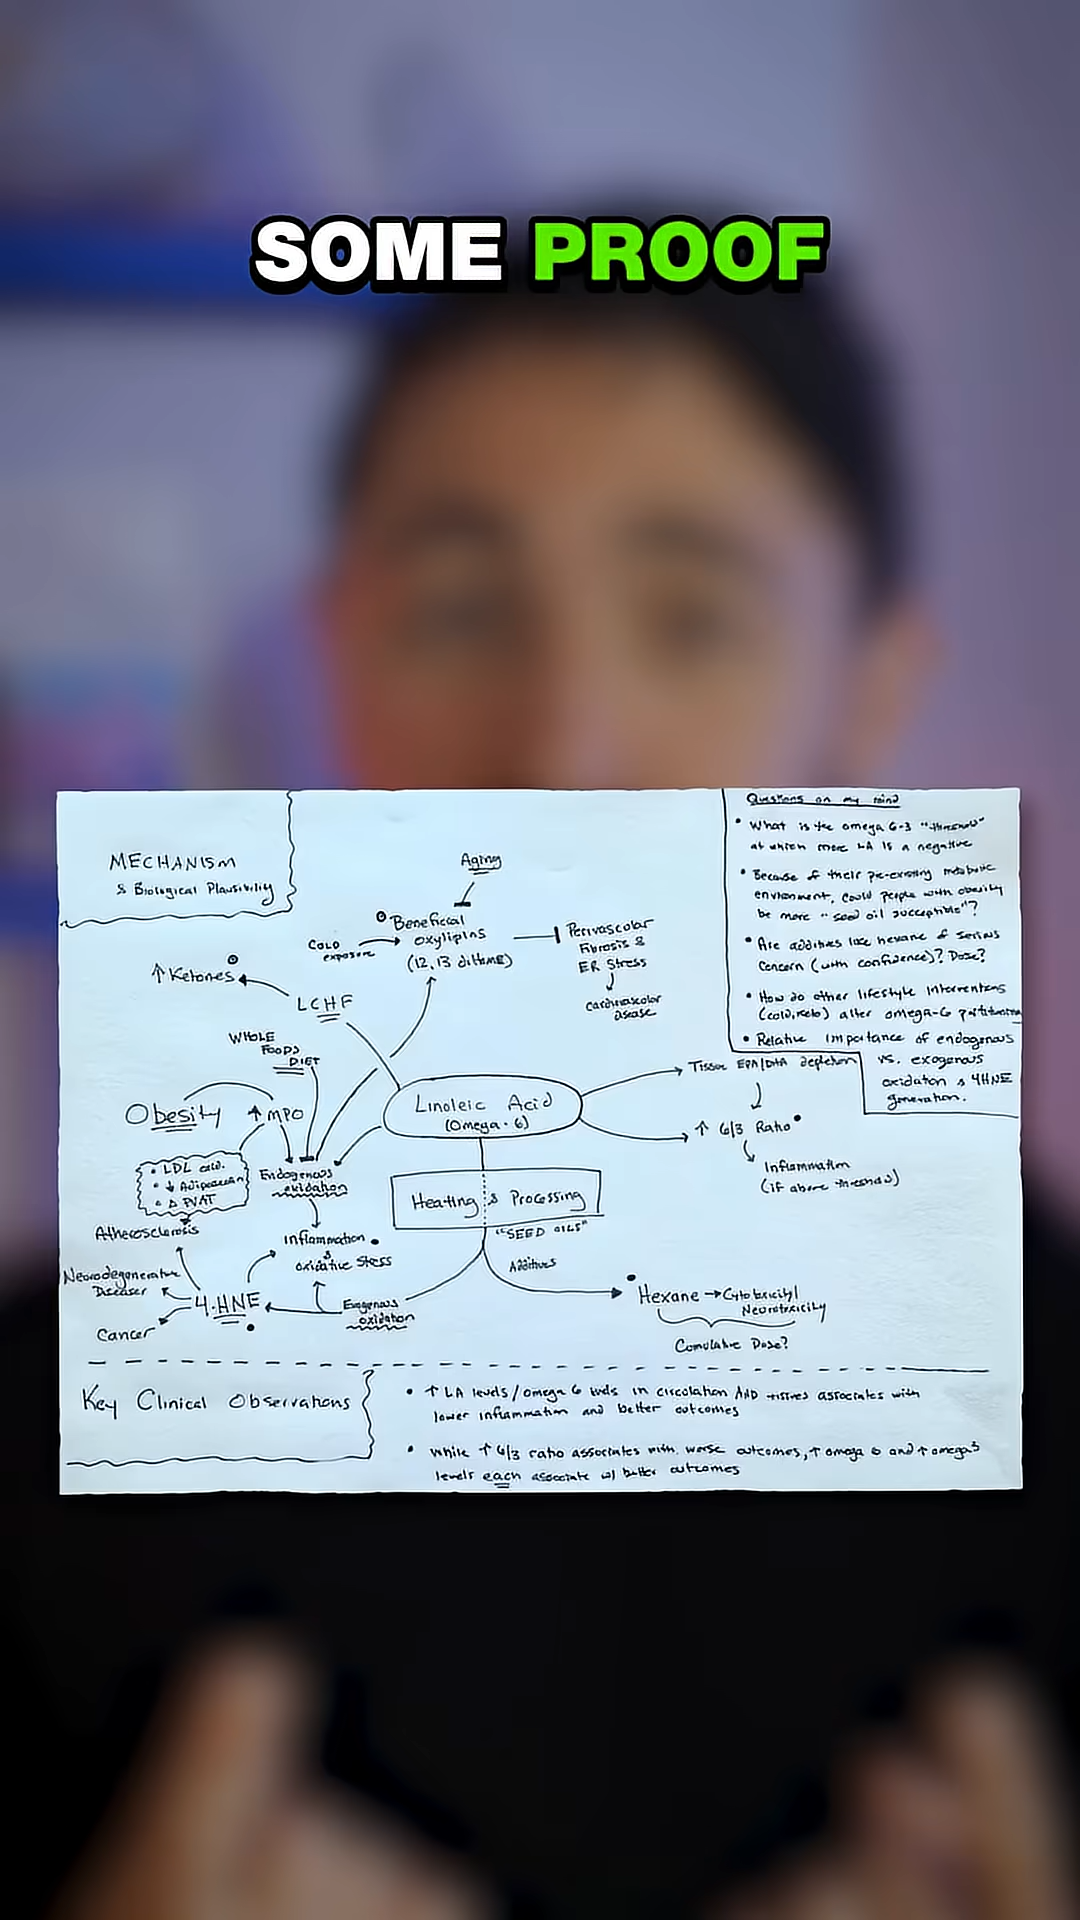 SOME PROOF
MECHANISM
& Biological Plausibility
Questions on my mind
• What is the omega 6-3 "threshold"
at which more LA is a negative
• Because of their pre-existing metabolic
environment, could people with obesity
be more "seed oil succeptible"?
• Are additives like hexane of serious
concern (with confidence)? Dose?
• How do other lifestyle interventions
(cold, keto) alter omega-6 partitioning
• Relative importance of endogenous
vs. exogenous
oxidation & 4HNE
generation.
Aging
Beneficial
oxylipins
(12,13 diHOME)
Cold
exposure
Perivascular
Fibrosis &
ER Stress
Cardiovascular
disease
↑ Ketones
LCHF
WHOLE
FOODS
DIET
Obesity
↑ MPO
• LDL oxid.
• ↓ Adiponectin
• Δ PVAT
Endogenous
oxidation
Linoleic Acid
(Omega-6)
Tissue EPA/DHA depletion
↑ 6/3 Ratio
Inflammation
(if above threshold)
Heating & Processing
"SEED OILS"
Additives
Atherosclerosis
Neurodegenerative
Diseases
Cancer
4-HNE
Inflammation
&
oxidative stress
Exogenous
oxidation
Hexane → Cytotoxicity/
Neurotoxicity
Comulative Dose?
Key Clinical Observations
• ↑ LA levels/omega 6 in circulation AND tissues associates with
lower inflammation and better outcomes
• While ↑ 6/3 ratio associates with worse outcomes, ↑ omega 6 and ↑ omega 3
levels each associate w/ better outcomes